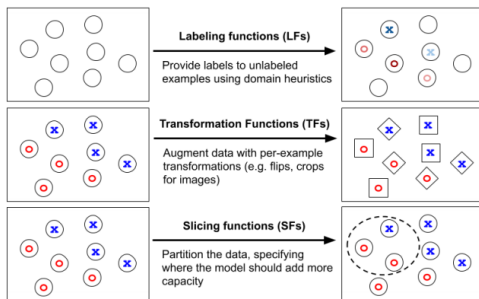 Labeling functions (LFs)
Provide labels to unlabeled
examples using domain heuristics
Transformation Functions (TFs)
Augment data with per-example
transformations (e.g. flips, crops
for images)
Slicing functions (SFs)
Partition the data, specifying
where the model should add more
capacity